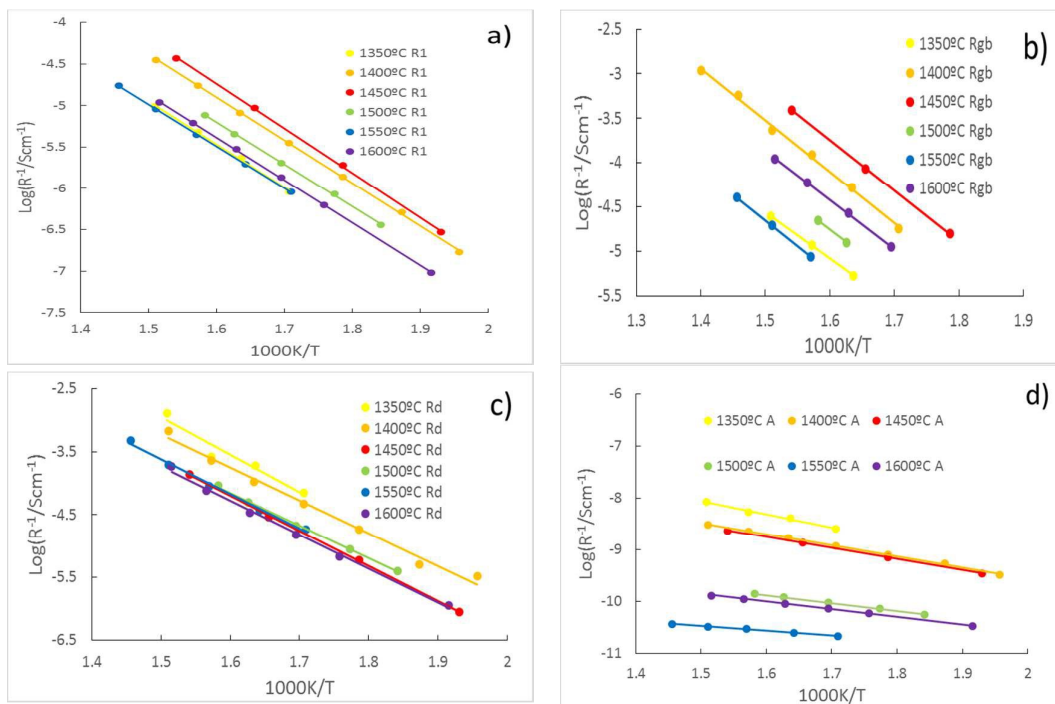 a)
-4
-4.5
-5
-5.5
-6
-6.5
-7
-7.5
Log(R-1/Scm-1)
1350ºC R1
1400ºC R1
1450ºC R1
1500ºC R1
1550ºC R1
1600ºC R1
1.4 1.5 1.6 1.7 1.8 1.9 2
1000K/T
b)
-2.5
-3
-3.5
-4
-4.5
-5
-5.5
Log(R-1/Scm-1)
1350ºC Rgb
1400ºC Rgb
1450ºC Rgb
1500ºC Rgb
1550ºC Rgb
1600ºC Rgb
1.3 1.4 1.5 1.6 1.7 1.8 1.9
1000K/T
c)
-2.5
-3.5
-4.5
-5.5
-6.5
Log(R-1/Scm-1)
1350ºC Rd
1400ºC Rd
1450ºC Rd
1500ºC Rd
1550ºC Rd
1600ºC Rd
1.4 1.5 1.6 1.7 1.8 1.9 2
1000K/T
d)
-6
-7
-8
-9
-10
-11
Log(R-1/Scm-1)
1350ºC A 1400ºC A 1450ºC A
1500ºC A 1550ºC A 1600ºC A
1.4 1.5 1.6 1.7 1.8 1.9 2
1000K/T